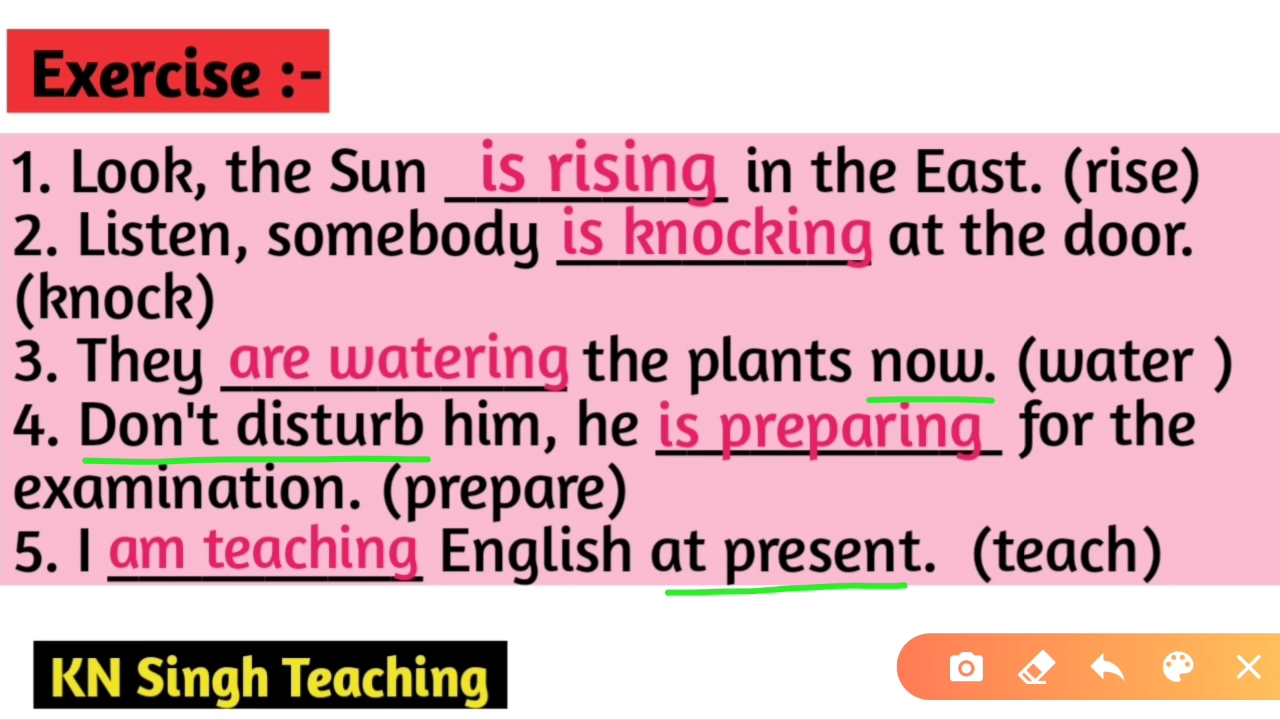 Exercise :-
1. Look, the Sun is rising in the East. (rise)
2. Listen, somebody is knocking at the door.
(knock)
3. They are watering the plants now. (water )
4. Don't disturb him, he is preparing for the
examination. (prepare)
5. I am teaching English at present. (teach)
KN Singh Teaching